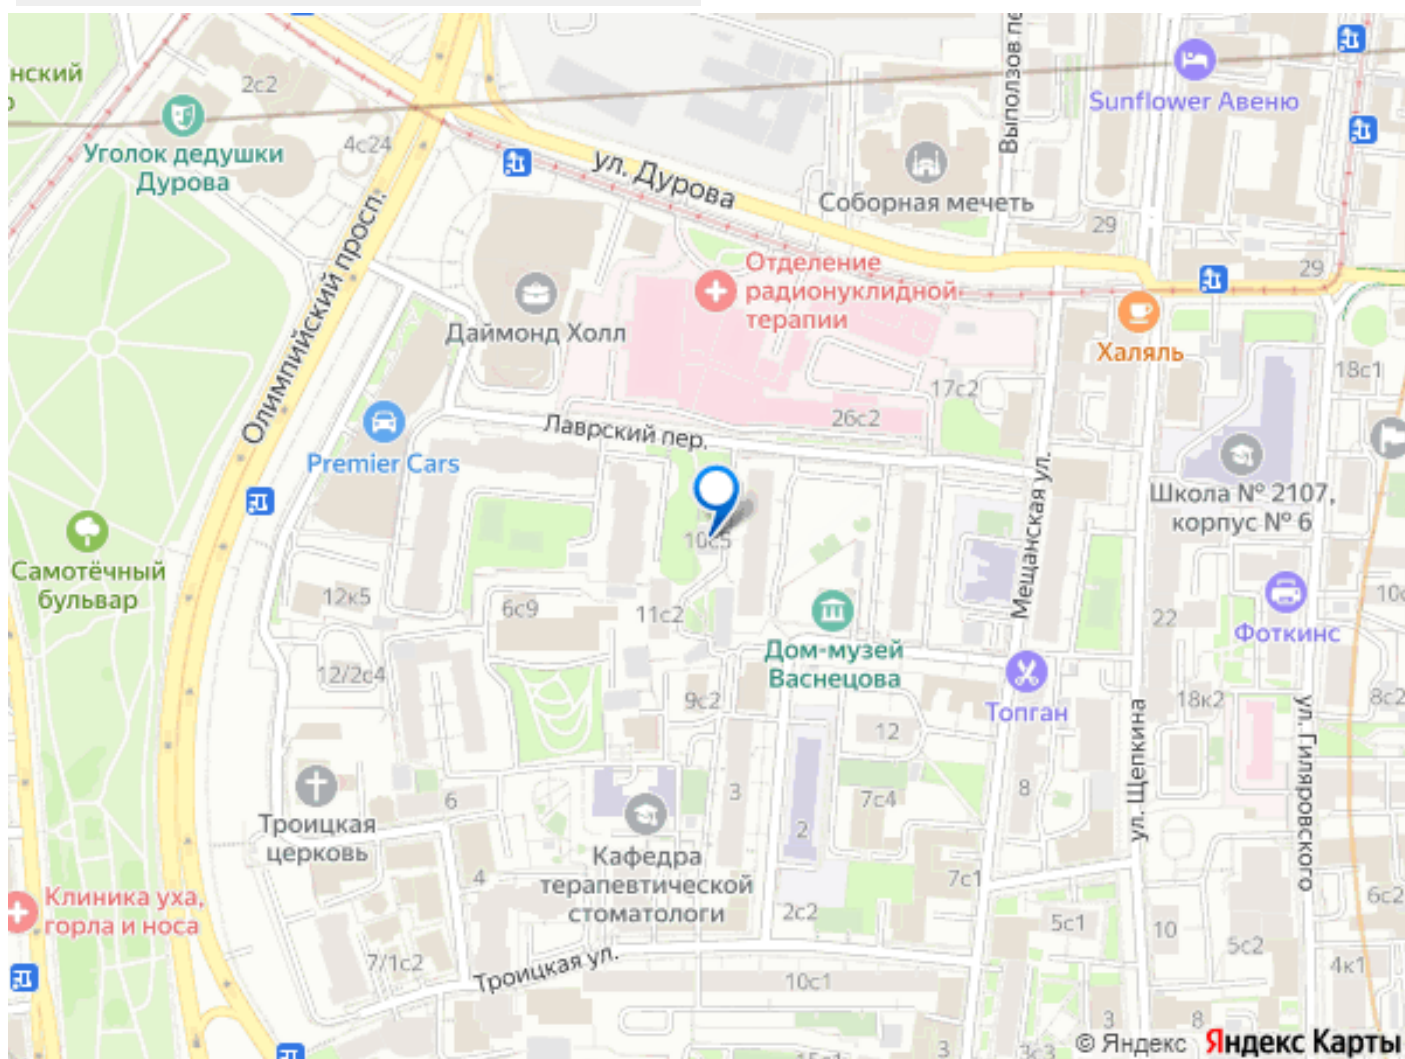 нский
2с2
Уголок дедушки
Дурова
4с24
ул. Дурова
Выползов пе
Sunflower Авеню
Соборная мечеть
29
29
Олимпийский просп.
Даймонд Холл
Отделение
радионуклидной
терапии
Халяль
17с2
18с1
26с2
Лаврский пер.
Premier Cars
Школа № 2107,
корпус № 6
Мещанская ул.
10с5
Самотёчный
бульвар
12к5
6с9
11с2
Дом-музей
Васнецова
22
Фоткинс
10с
12/2с4
9с2
Топган
18к2
8с2
12
ул. Щепкина
ул. Гиляровского
Троицкая
церковь
6
3
7с4
8
2
Кафедра
терапевтической
стоматологи
4
7с1
6с2
Клиника уха,
горла и носа
2с2
5с1
10
5с2
4к1
7/1с2
Троицкая ул.
10с1
3
8
3
3с3
© Яндекс Яндекс Карты